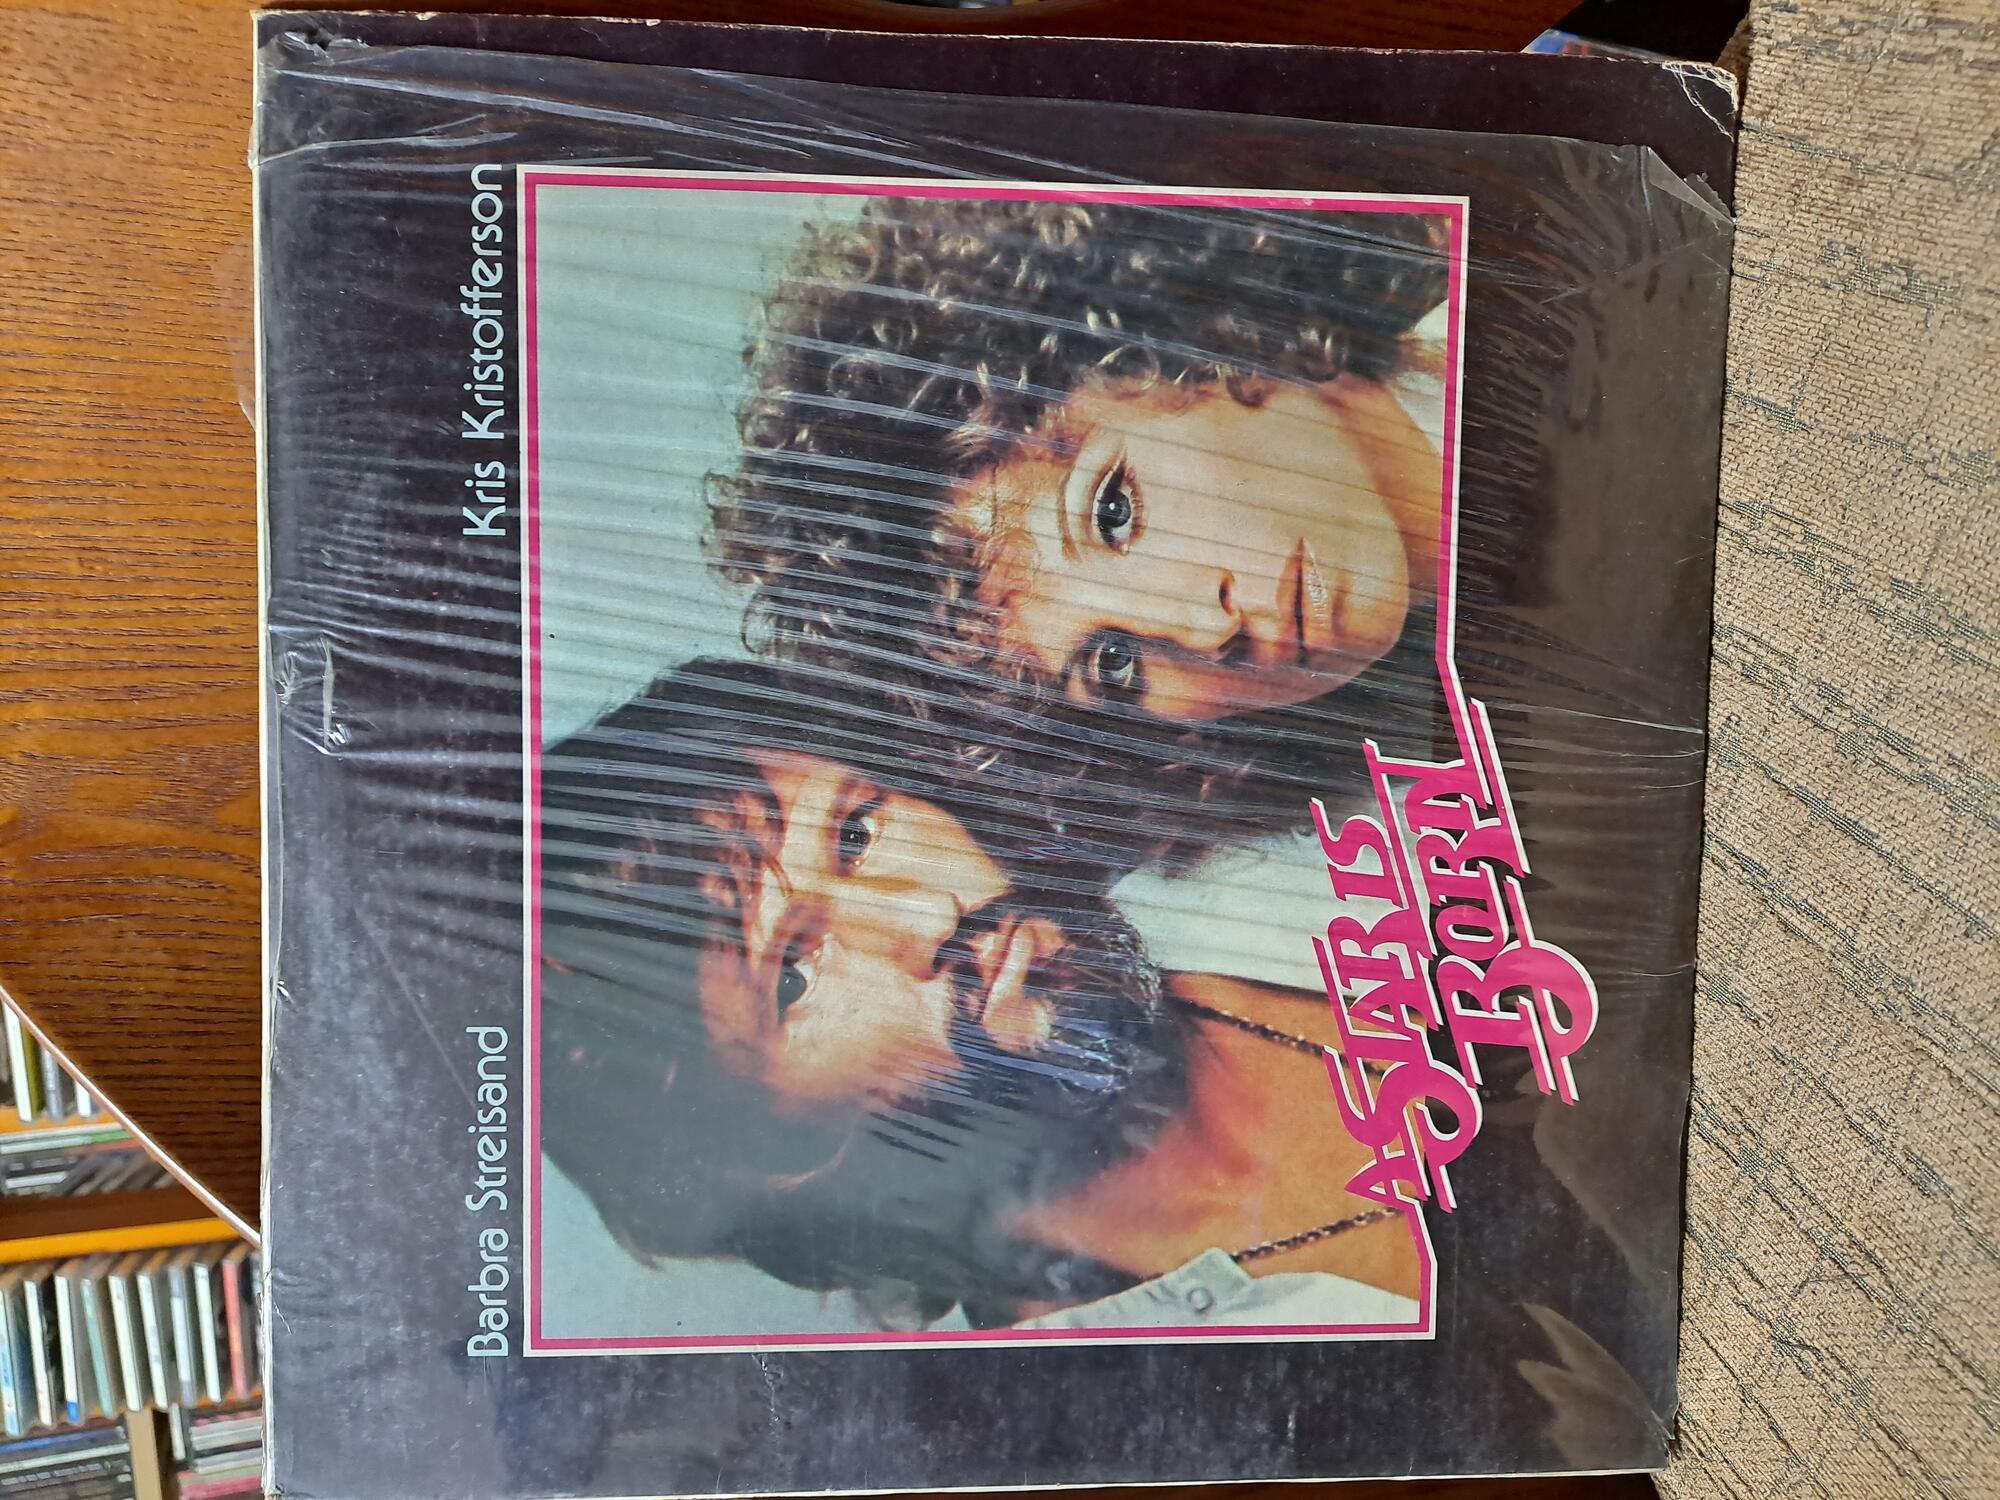 Barbra Streisand
Kris Kristofferson
A STAR IS
BORN